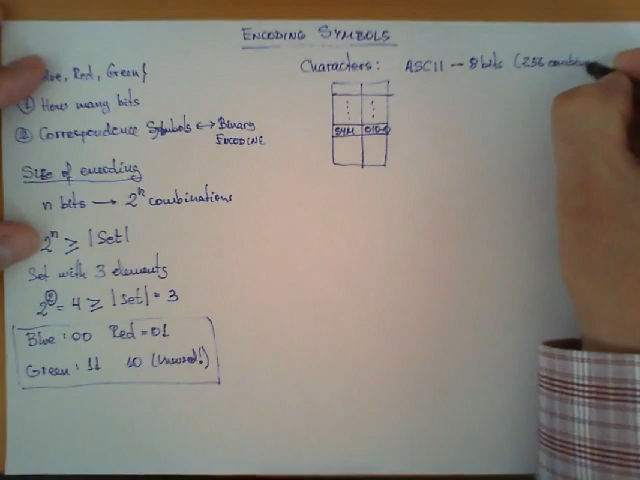 ENCODING SYMBOLS
Blue, Red, Green}
① How many bits
② Correspondence Symbols ↔ Binary
ENCODING
Size of encoding
n bits → 2ⁿ combinations
2ⁿ ≥ |Set|
Set with 3 elements
2² = 4 ≥ |Set| = 3
Blue : 00 Red = 01
Green : 11 10 (Unused!)
Characters : ASCII — 8 bits (256 combin
SYM